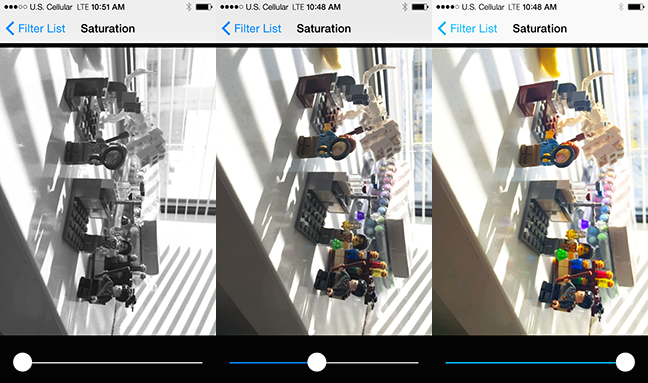 ●●●○○ U.S. Cellular LTE 10:51 AM
Filter List Saturation
●●●○○ U.S. Cellular LTE 10:48 AM
Filter List Saturation
●●●○○ U.S. Cellular LTE 10:48 AM
Filter List Saturation